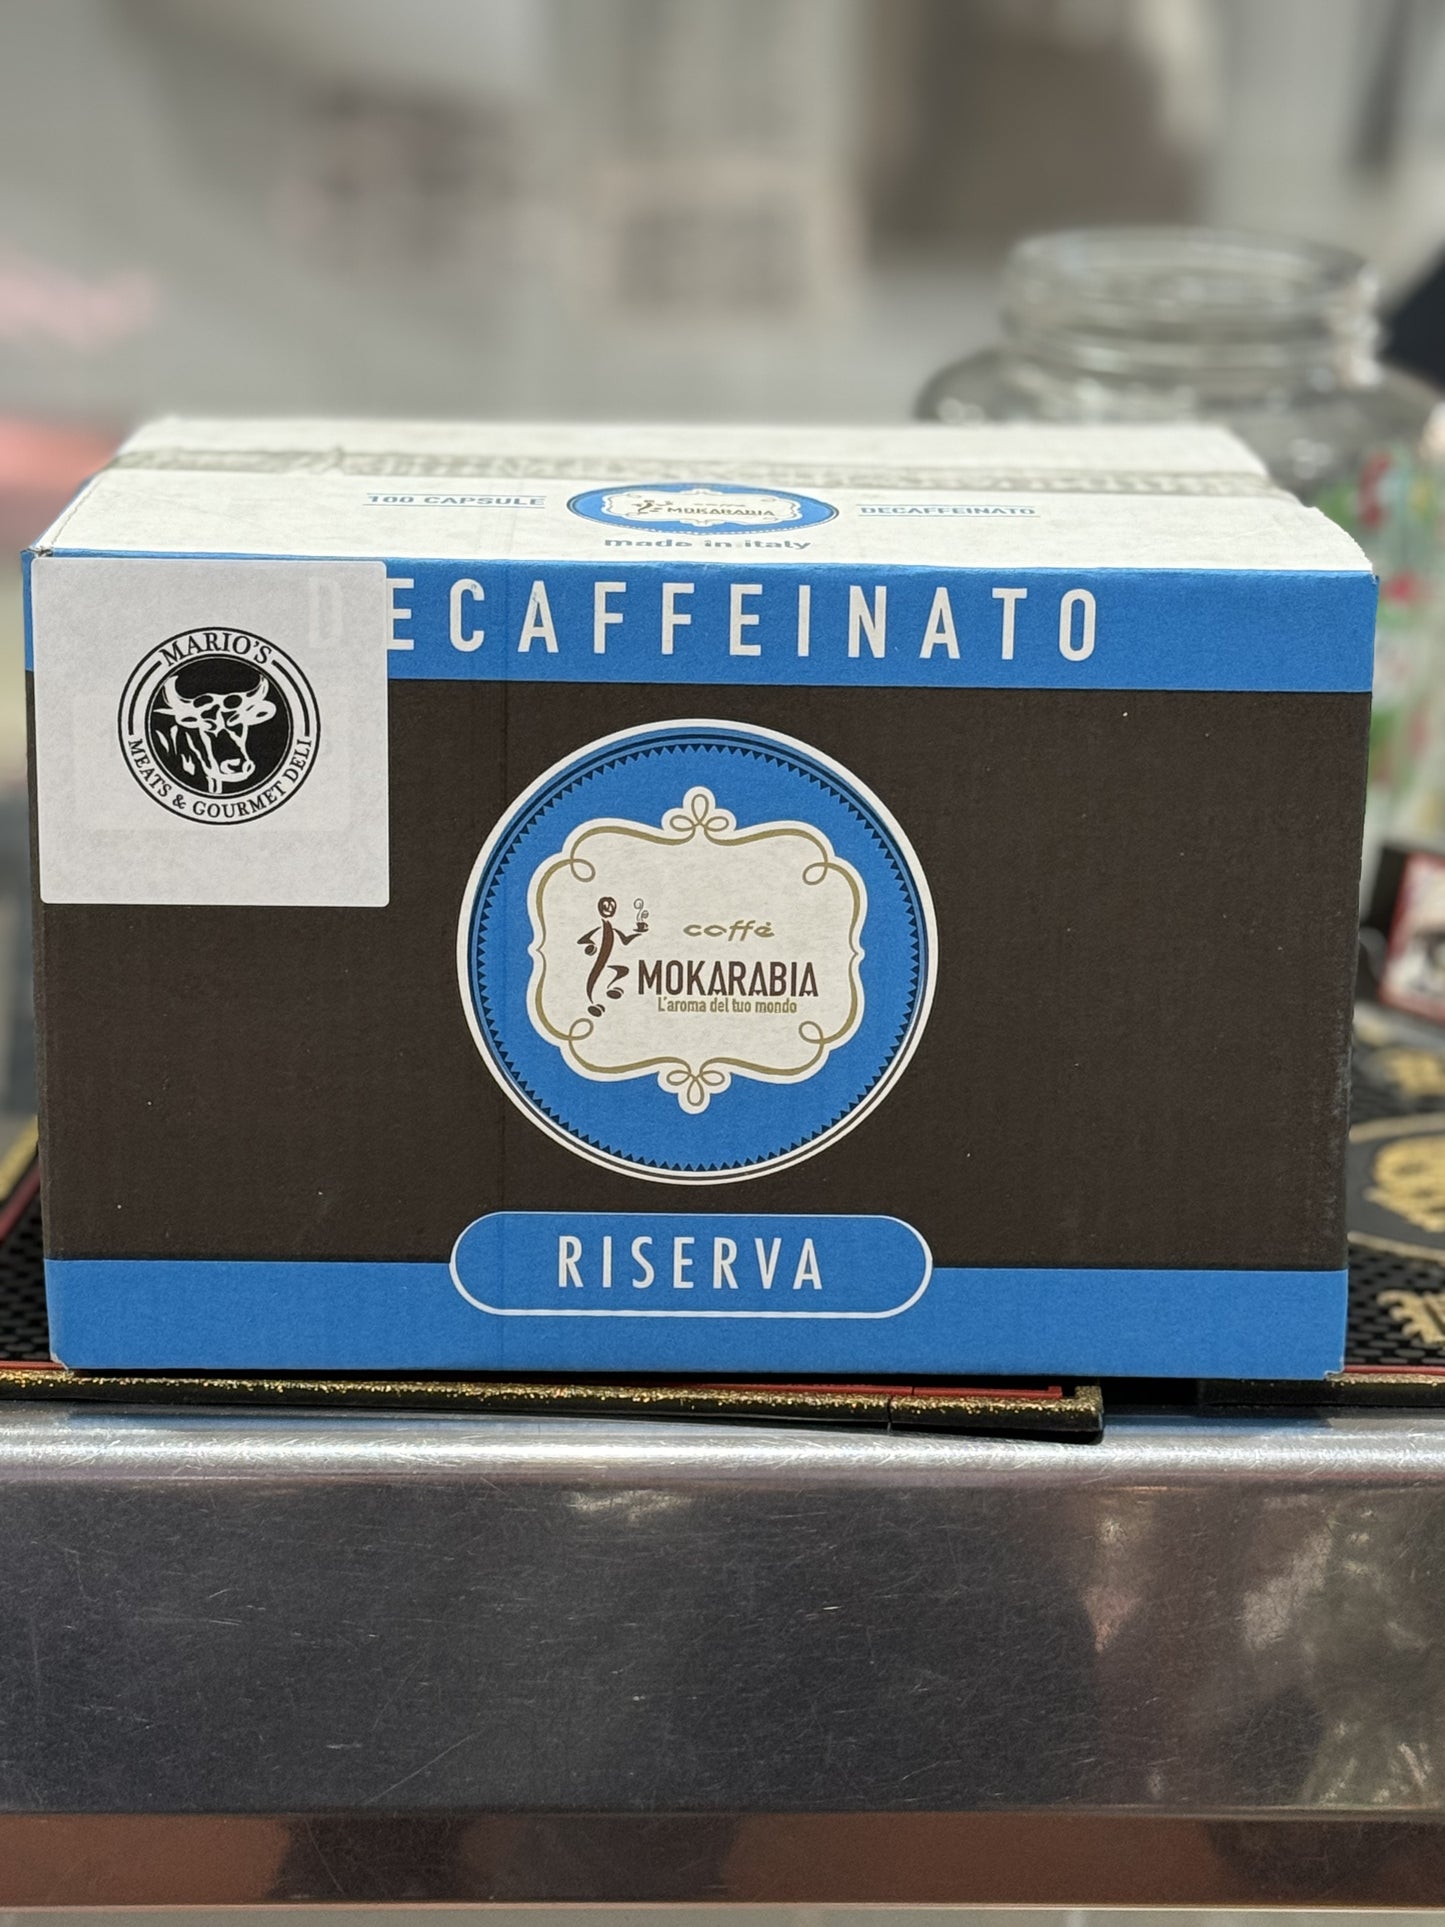 100 CAPSULE
caffè
MOKARABIA
DECAFFEINATO
made in italy
DECAFFEINATO
MARIO'S
MEATS & GOURMET DELI
caffè
MOKARABIA
L'aroma del tuo mondo
RISERVA